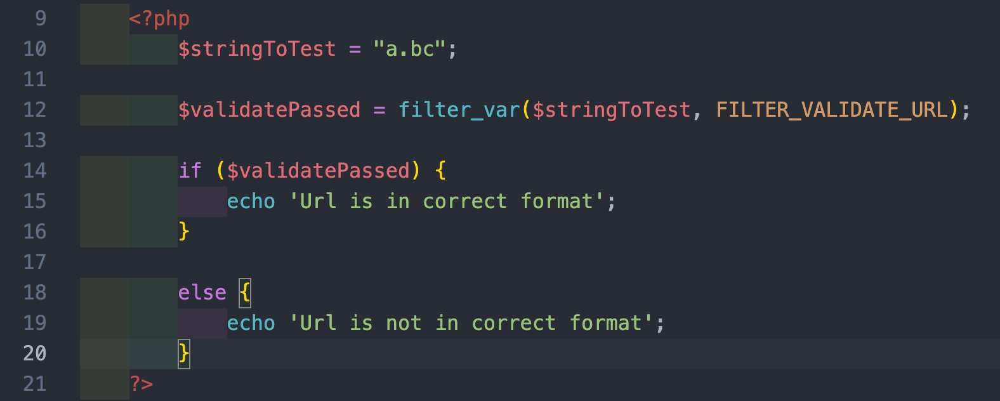 9 <?php
10 $stringToTest = "a.bc";
11
12 $validatePassed = filter_var($stringToTest, FILTER_VALIDATE_URL);
13
14 if ($validatePassed) {
15 echo 'Url is in correct format';
16 }
17
18 else {
19 echo 'Url is not in correct format';
20 }
21 ?>